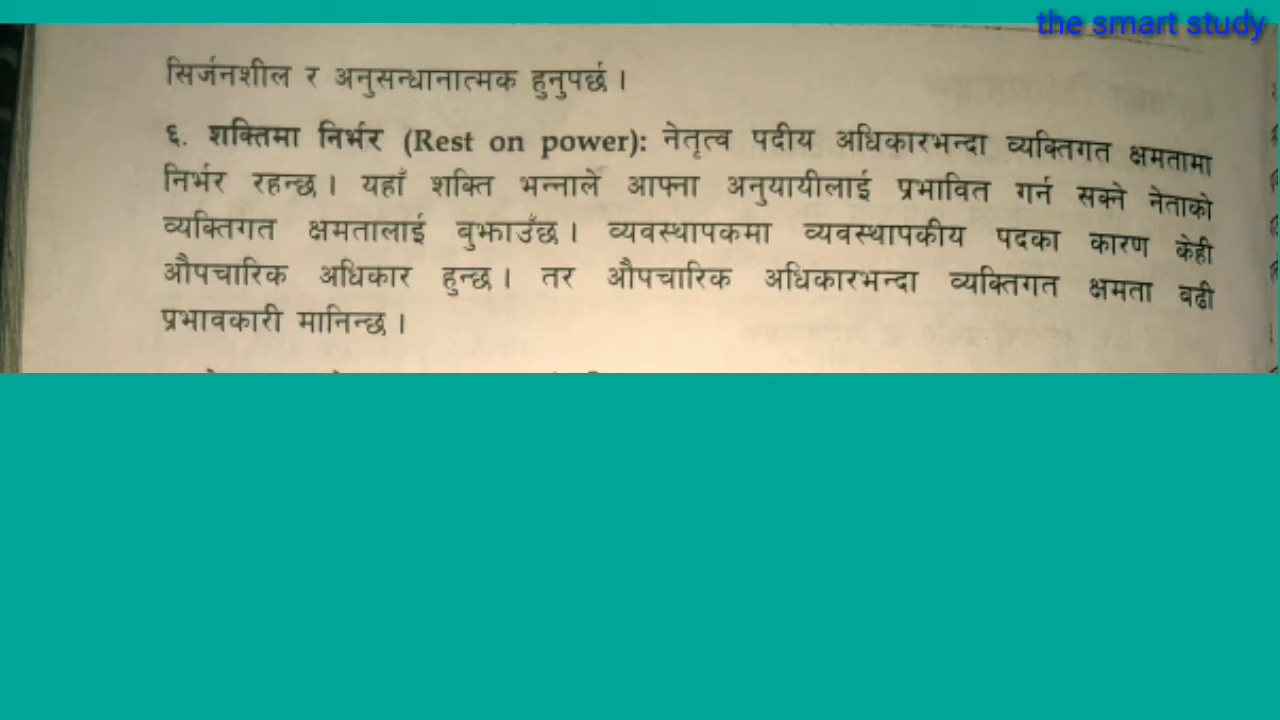 the smart study
सिर्जनशील र अनुसन्धानात्मक हुनुपर्छ ।
६. शक्तिमा निर्भर (Rest on power): नेतृत्व पदीय अधिकारभन्दा व्यक्तिगत क्षमतामा
निर्भर रहन्छ । यहाँ शक्ति भन्नाले आफ्ना अनुयायीलाई प्रभावित गर्न सक्ने नेताको
व्यक्तिगत क्षमतालाई बुझाउँछ । व्यवस्थापकमा व्यवस्थापकीय पदका कारण केही
औपचारिक अधिकार हुन्छ । तर औपचारिक अधिकारभन्दा व्यक्तिगत क्षमता बढी
प्रभावकारी मानिन्छ ।